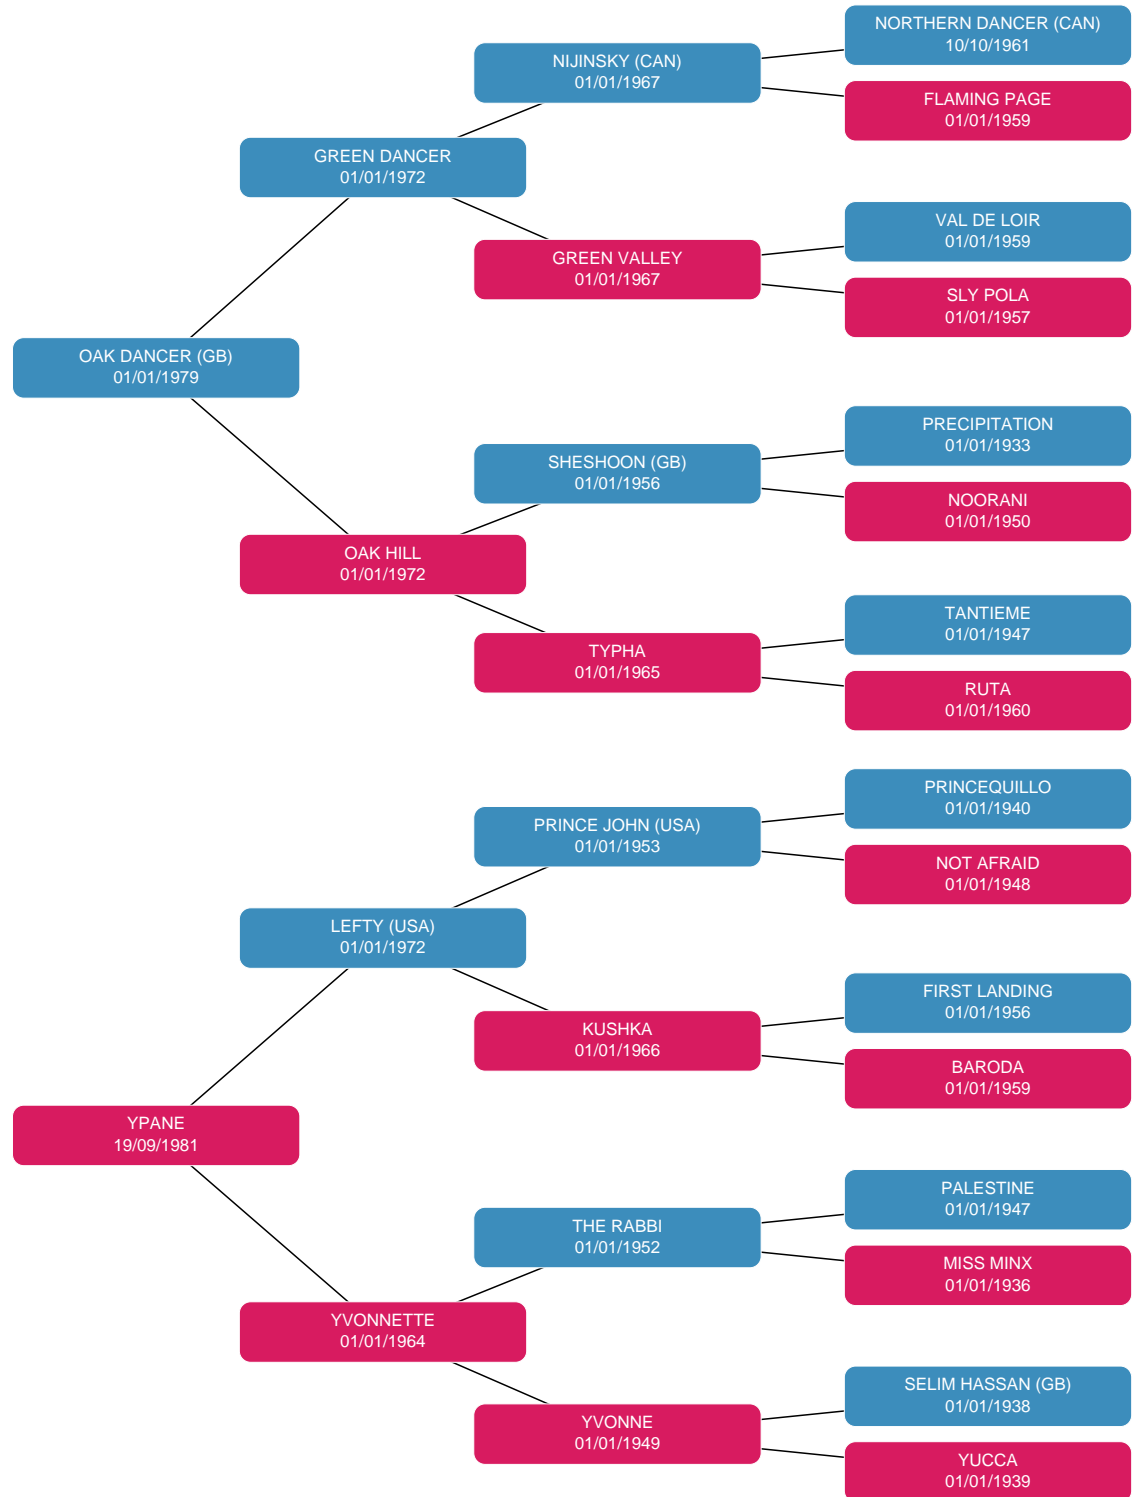 NORTHERN DANCER (CAN)
10/10/1961
NIJINSKY (CAN)
01/01/1967
FLAMING PAGE
01/01/1959
GREEN DANCER
01/01/1972
VAL DE LOIR
01/01/1959
GREEN VALLEY
01/01/1967
SLY POLA
01/01/1957
OAK DANCER (GB)
01/01/1979
PRECIPITATION
01/01/1933
SHESHOON (GB)
01/01/1956
NOORANI
01/01/1950
OAK HILL
01/01/1972
TANTIEME
01/01/1947
TYPHA
01/01/1965
RUTA
01/01/1960
PRINCEQUILLO
01/01/1940
PRINCE JOHN (USA)
01/01/1953
NOT AFRAID
01/01/1948
LEFTY (USA)
01/01/1972
FIRST LANDING
01/01/1956
KUSHKA
01/01/1966
BARODA
01/01/1959
YPANE
19/09/1981
PALESTINE
01/01/1947
THE RABBI
01/01/1952
MISS MINX
01/01/1936
YVONNETTE
01/01/1964
SELIM HASSAN (GB)
01/01/1938
YVONNE
01/01/1949
YUCCA
01/01/1939